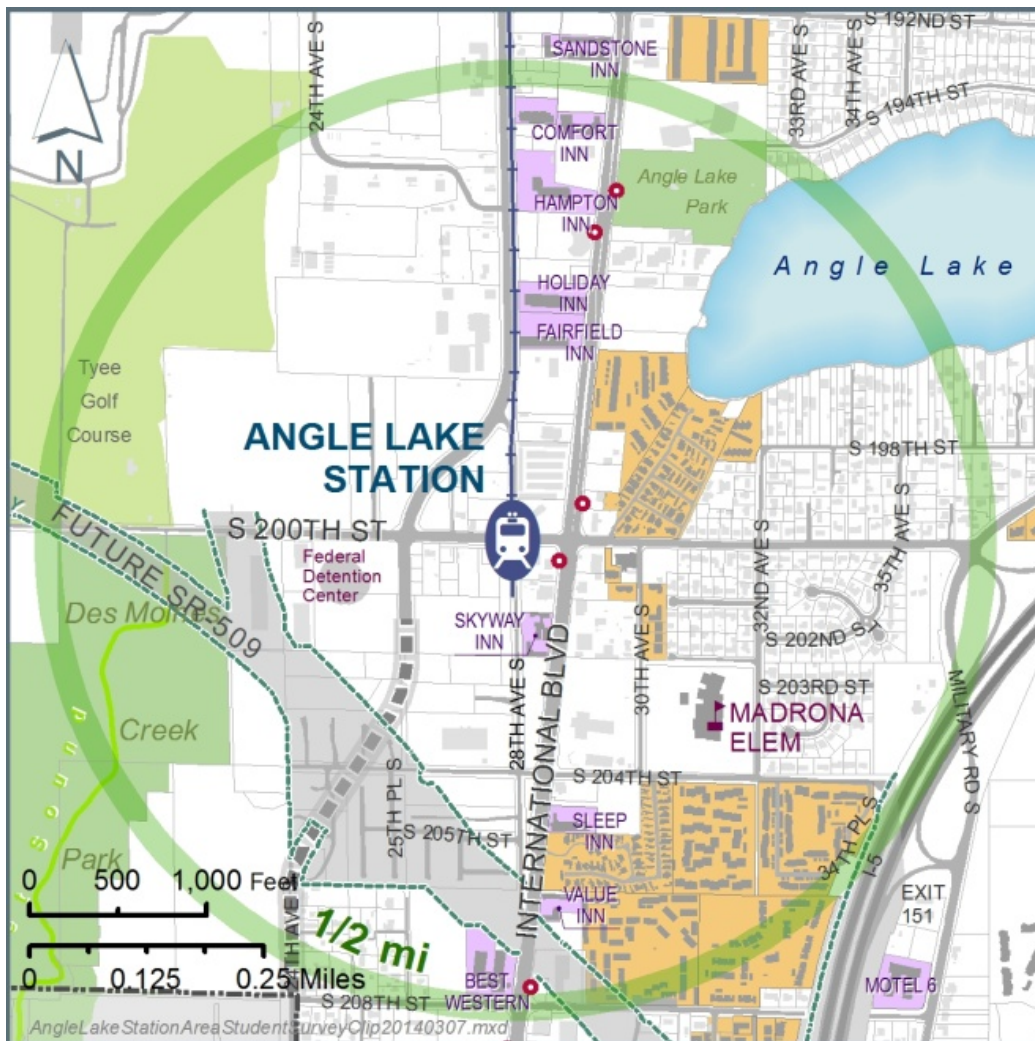 S 192ND ST
SANDSTONE
INN
24TH AVE S
33RD AVE S
34TH AVE S
S 194TH ST
COMFORT
INN
N
Angle Lake
Park
HAMPTON
INN
Angle Lake
HOLIDAY
INN
FAIRFIELD
INN
Tyee
Golf
Course
ANGLE LAKE
STATION
S 198TH ST
S 200TH ST
FUTURE SR-509
Federal
Detention
Center
32ND AVE S
35TH AVE S
Des Moines
Creek
Park
SKYWAY
INN
S 202ND ST
30TH AVE S
28TH AVE S
INTERNATIONAL BLVD
S 203RD ST
MADRONA
ELEM
MILITARY RD S
S 204TH ST
25TH PL S
S 205TH ST
SLEEP
INN
34TH PL S
I-5
0 500 1,000 Feet
VALUE
INN
EXIT
151
1/2 mi
0 0.125 0.25 Miles
BEST
WESTERN
MOTEL 6
S 208TH ST
AngleLakeStationAreaStudentSurveyClip20140307.mxd